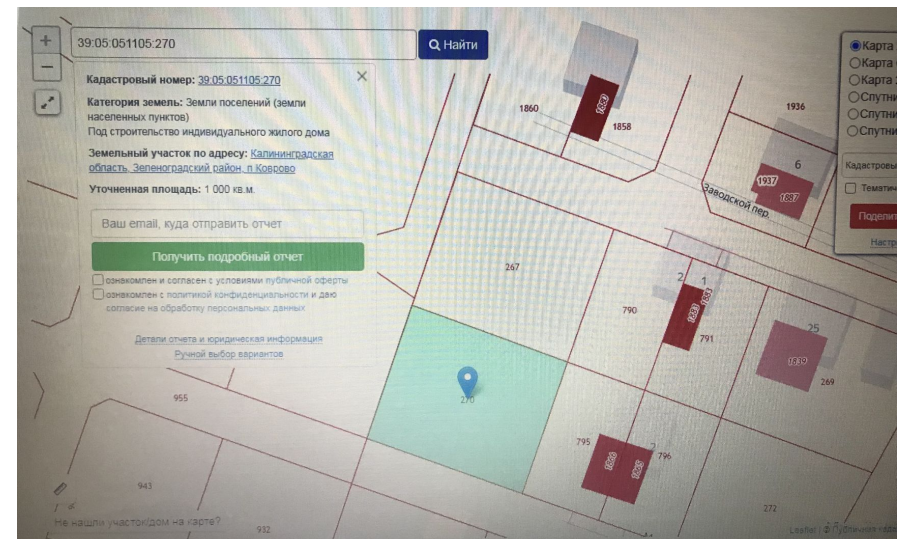 +
39:05:051105:270
Найти
−
Кадастровый номер: 39:05:051105:270
×
Категория земель: Земли поселений (земли
населенных пунктов)
Под строительство индивидуального жилого дома
Земельный участок по адресу: Калининградская
область, Зеленоградский район, п Коврово
Уточненная площадь: 1 000 кв.м.
Ваш email, куда отправить отчет
Получить подробный отчет
ознакомлен и согласен с условиями публичной оферты
ознакомлен с политикой конфиденциальности и даю
согласие на обработку персональных данных
Детали отчета и юридическая информация
Ручной выбор вариантов
Не нашли участок/дом на карте?
Карта
Карта
Карта
Спутни
Спутни
Спутни
Кадастровы
Тематич
Поделит
Настр
1860
1858
1936
6
1937
1887
Заводской пер.
267
790
2
1
791
25
1839
269
270
795
796
955
943
932
272
Leaflet | ©